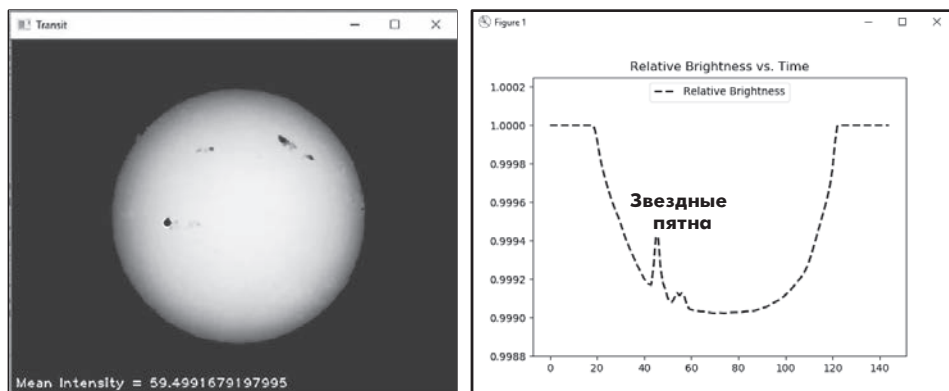 Transit
Mean Intensity = 59.4991679197995
Figure 1
Relative Brightness vs. Time
Relative Brightness
1.0002
1.0000
0.9998
0.9996
0.9994
0.9992
0.9990
0.9988
Звездные
пятна
0 20 40 60 80 100 120 140